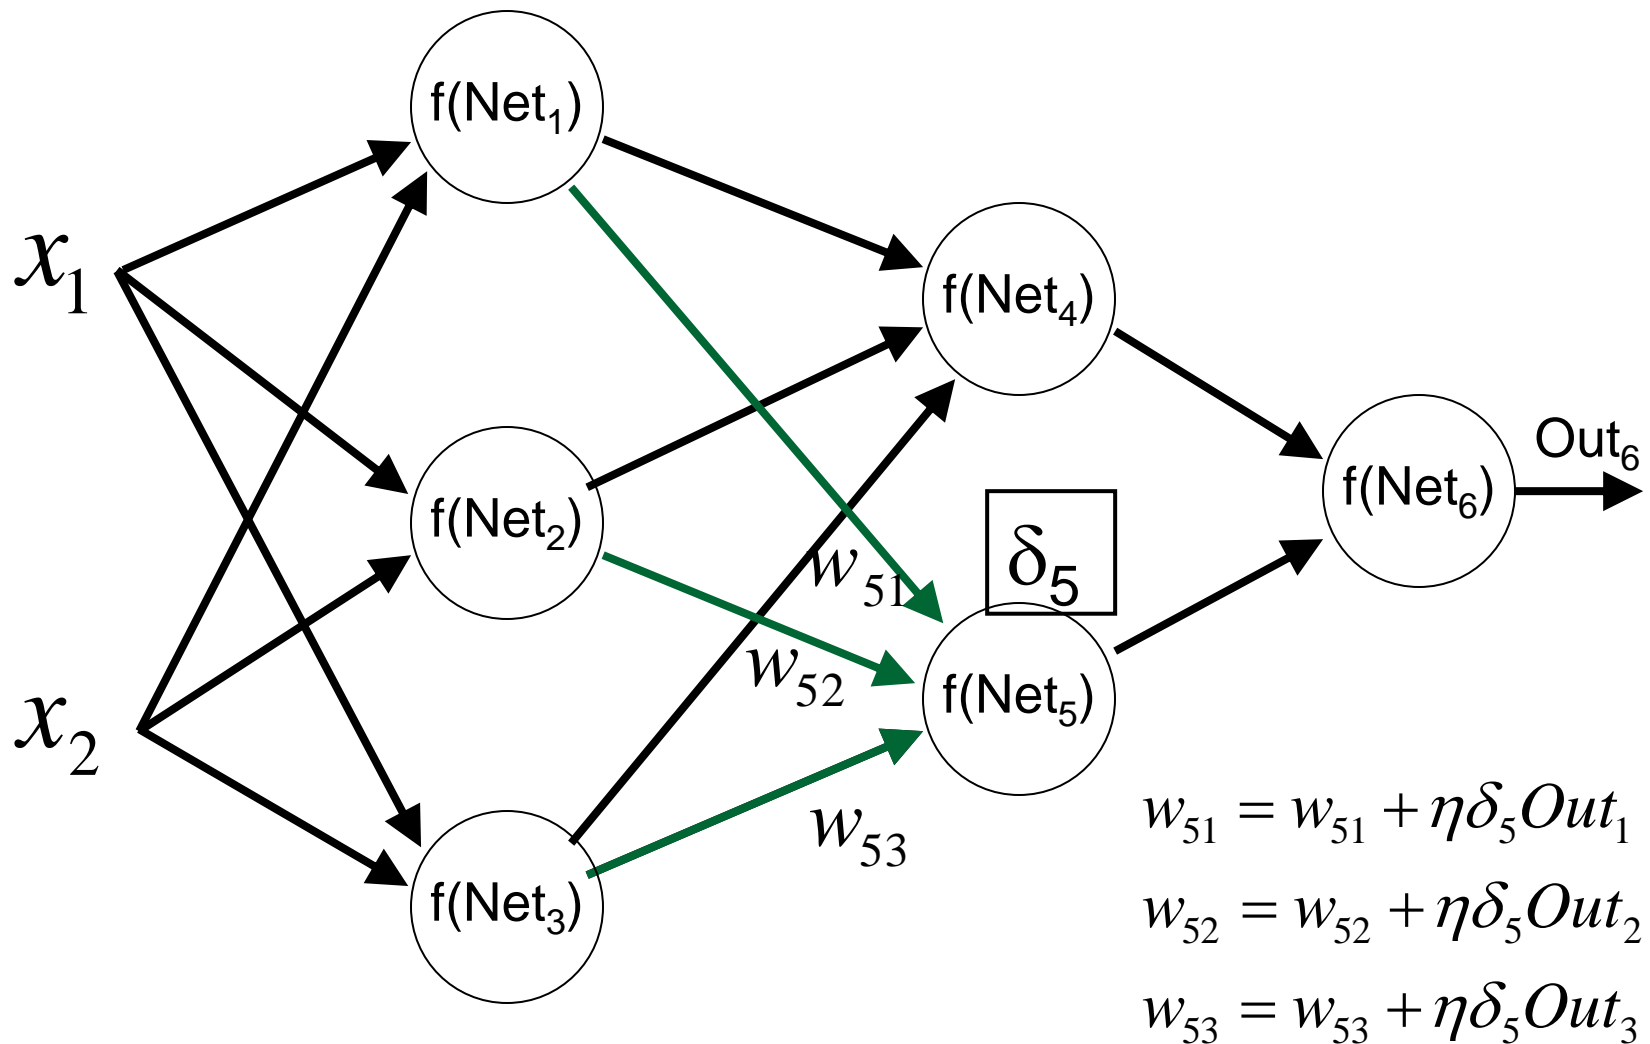 f(Net₁)
x₁
f(Net₄)
Out₆
f(Net₆)
f(Net₂)
δ₅
w₅₁
w₅₂
f(Net₅)
x₂
w₅₃
f(Net₃)
w₅₁ = w₅₁ + ηδ₅Out₁
w₅₂ = w₅₂ + ηδ₅Out₂
w₅₃ = w₅₃ + ηδ₅Out₃